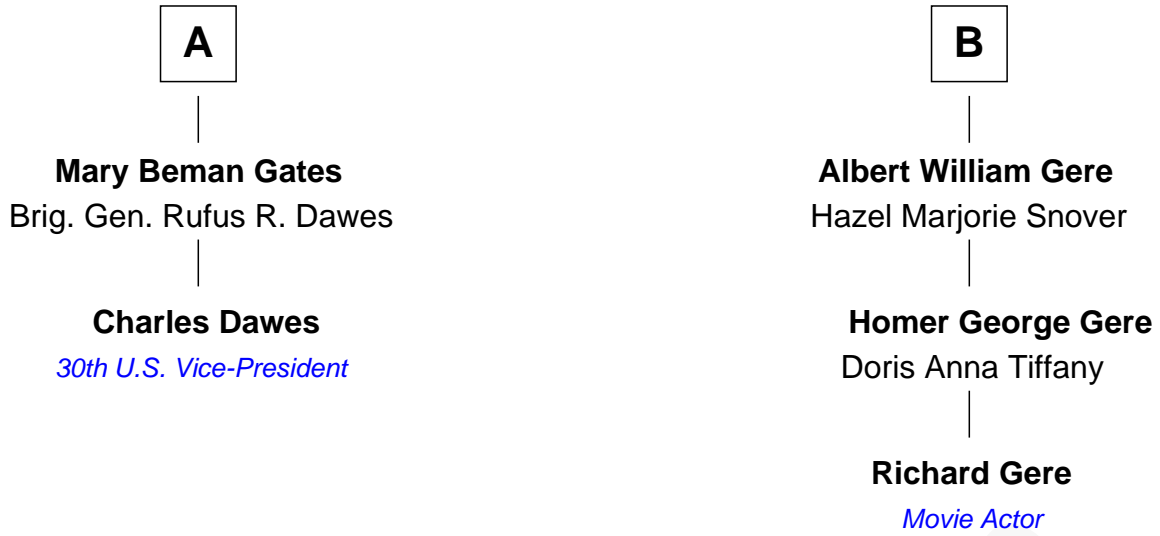 A
Mary Beman Gates
Brig. Gen. Rufus R. Dawes
Charles Dawes
30th U.S. Vice-President
B
Albert William Gere
Hazel Marjorie Snover
Homer George Gere
Doris Anna Tiffany
Richard Gere
Movie Actor